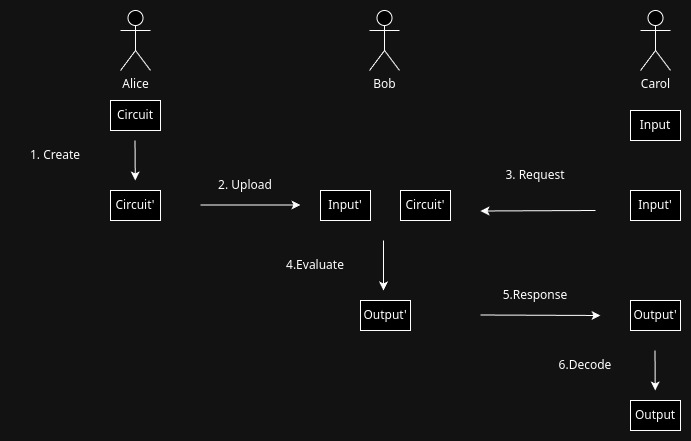 Alice
Bob
Carol
Circuit
Input
1. Create
2. Upload
3. Request
Circuit'
Input'
Circuit'
Input'
4.Evaluate
5.Response
Output'
Output'
6.Decode
Output